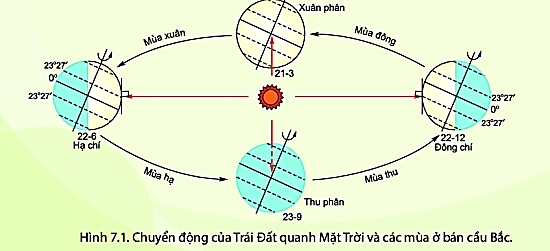 Xuân phân
Mùa xuân
Mùa đông
21-3
23°27'
0°
23°27'
22-6
Hạ chí
23°27'
0°
23°27'
22-12
Đông chí
Mùa hạ
Mùa thu
Thu phân
23-9
Hình 7.1. Chuyển động của Trái Đất quanh Mặt Trời và các mùa ở bán cầu Bắc.